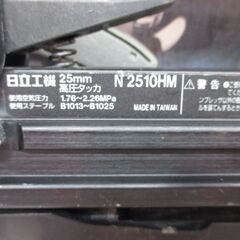 日立工機 25mm 高圧タッカ N 2510HM
使用空気圧力 1.76~2.26MPa
使用ステープル B1013~B1025
MADE IN TAIWAN
⚠警告